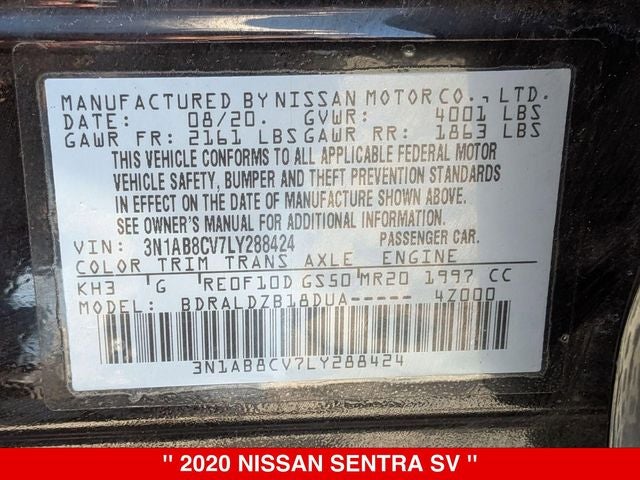 MANUFACTURED BY NISSAN MOTOR CO., LTD.
DATE: 08/20. GVWR: 4001 LBS
GAWR FR: 2161 LBS GAWR RR: 1863 LBS
THIS VEHICLE CONFORMS TO ALL APPLICABLE FEDERAL MOTOR
VEHICLE SAFETY, BUMPER AND THEFT PREVENTION STANDARDS
IN EFFECT ON THE DATE OF MANUFACTURE SHOWN ABOVE.
SEE OWNER'S MANUAL FOR ADDITIONAL INFORMATION.
VIN: 3N1AB8CV7LY288424 PASSENGER CAR.
COLOR TRIM TRANS AXLE ENGINE
KH3 G RE0F10D GS50 MR20 1997 CC
MODEL: BDRALDZB18DUA----- 4Z000
3N1AB8CV7LY288424
" 2020 NISSAN SENTRA SV "